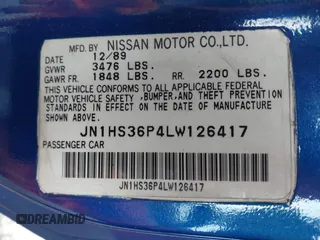 MFD.BY NISSAN MOTOR CO.,LTD.
DATE 12/89
GVWR 3476 LBS.
GAWR: FR. 1848 LBS. RR. 2200 LBS.
THIS VEHICLE CONFORMS TO ALL APPLICABLE FEDERAL
MOTOR VEHICLE SAFETY, BUMPER, AND THEFT PREVENTION
STANDARDS IN EFFECT ON THE DATE OF MANUFACTURE
SHOWN ABOVE.
JN1HS36P4LW126417
PASSENGER CAR
JN1HS36P4LW126417
DREAMBID